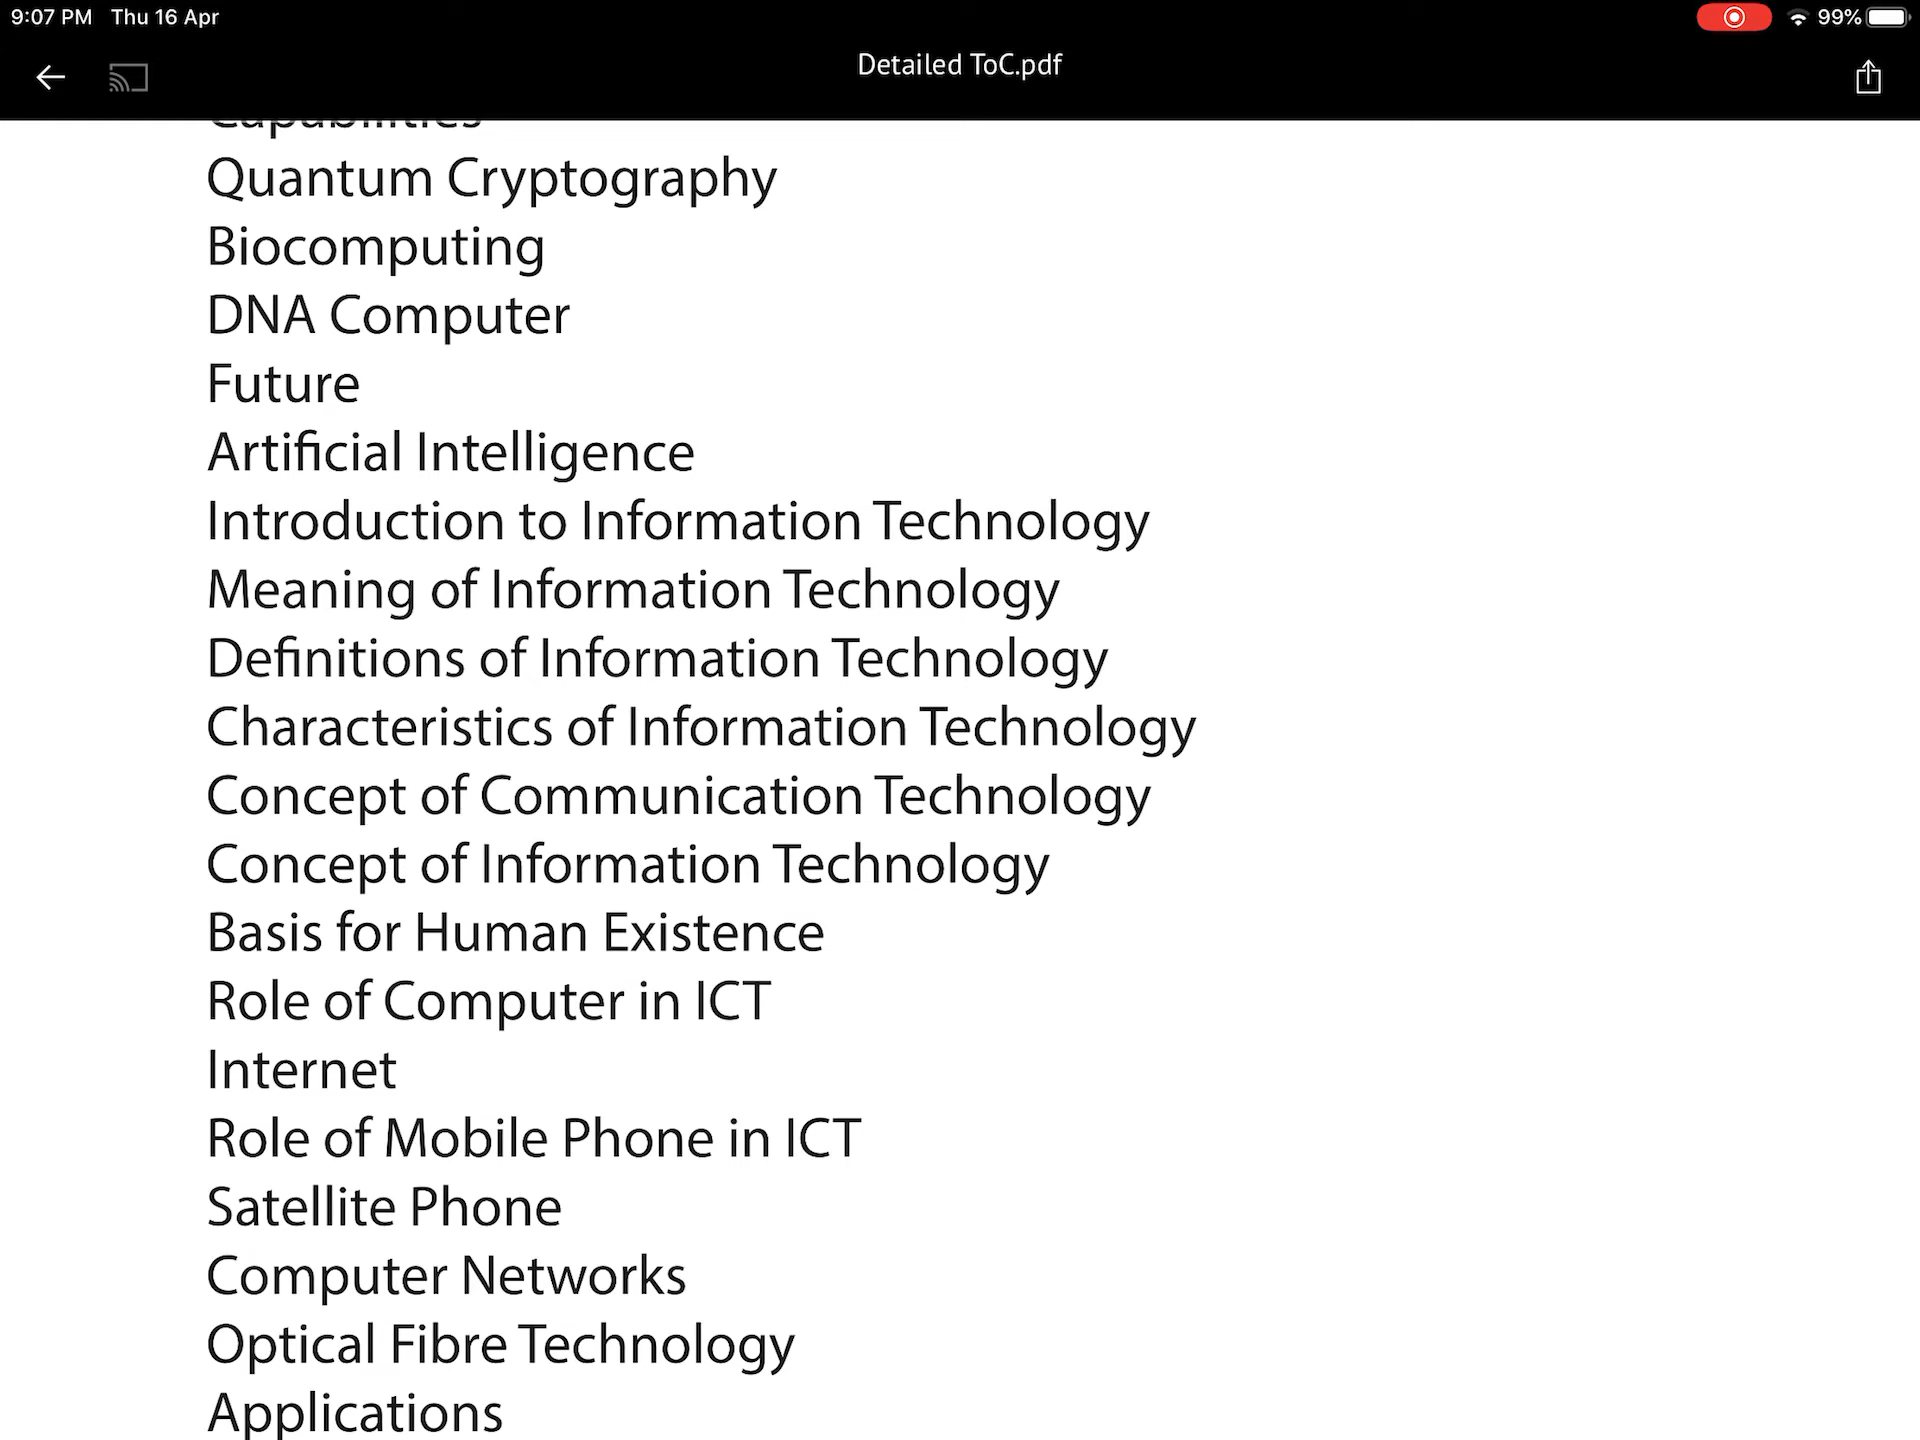 9:07 PM Thu 16 Apr 99%
Detailed ToC.pdf
Capabilities
Quantum Cryptography
Biocomputing
DNA Computer
Future
Artificial Intelligence
Introduction to Information Technology
Meaning of Information Technology
Definitions of Information Technology
Characteristics of Information Technology
Concept of Communication Technology
Concept of Information Technology
Basis for Human Existence
Role of Computer in ICT
Internet
Role of Mobile Phone in ICT
Satellite Phone
Computer Networks
Optical Fibre Technology
Applications